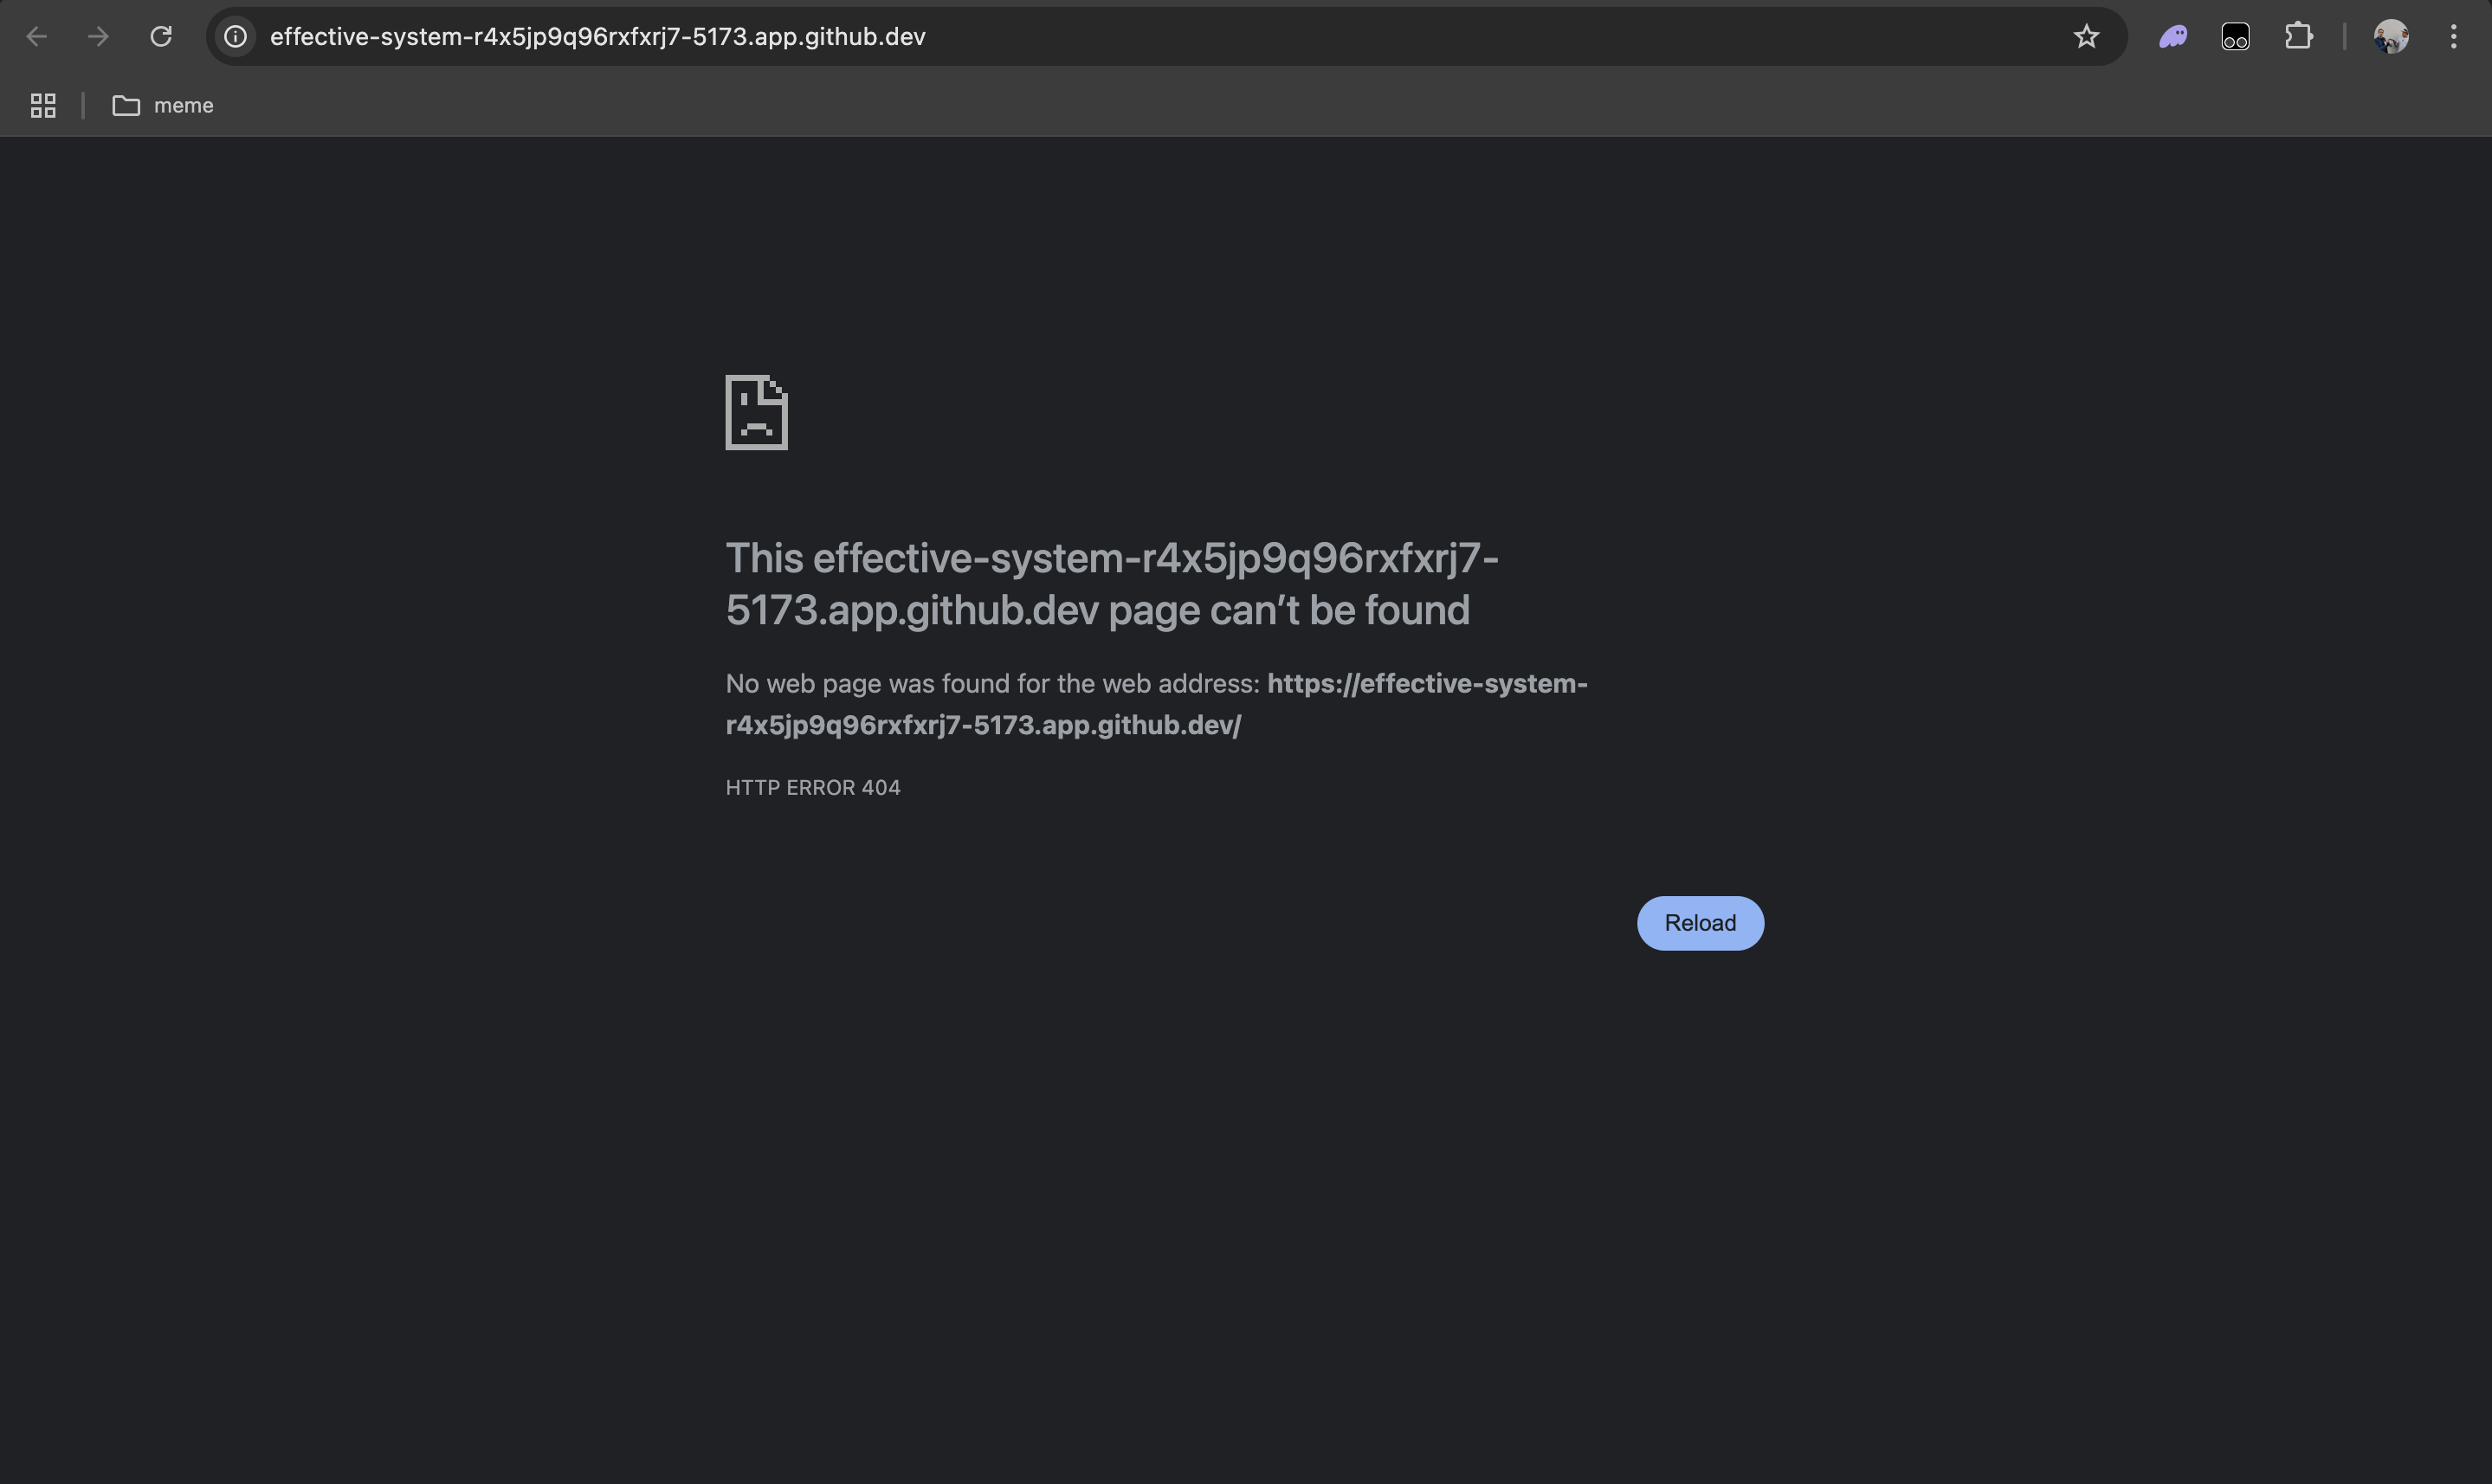 effective-system-r4x5jp9q96rxfxrj7-5173.app.github.dev
meme
This effective-system-r4x5jp9q96rxfxrj7-
5173.app.github.dev page can't be found
No web page was found for the web address: https://effective-system-
r4x5jp9q96rxfxrj7-5173.app.github.dev/
HTTP ERROR 404
Reload